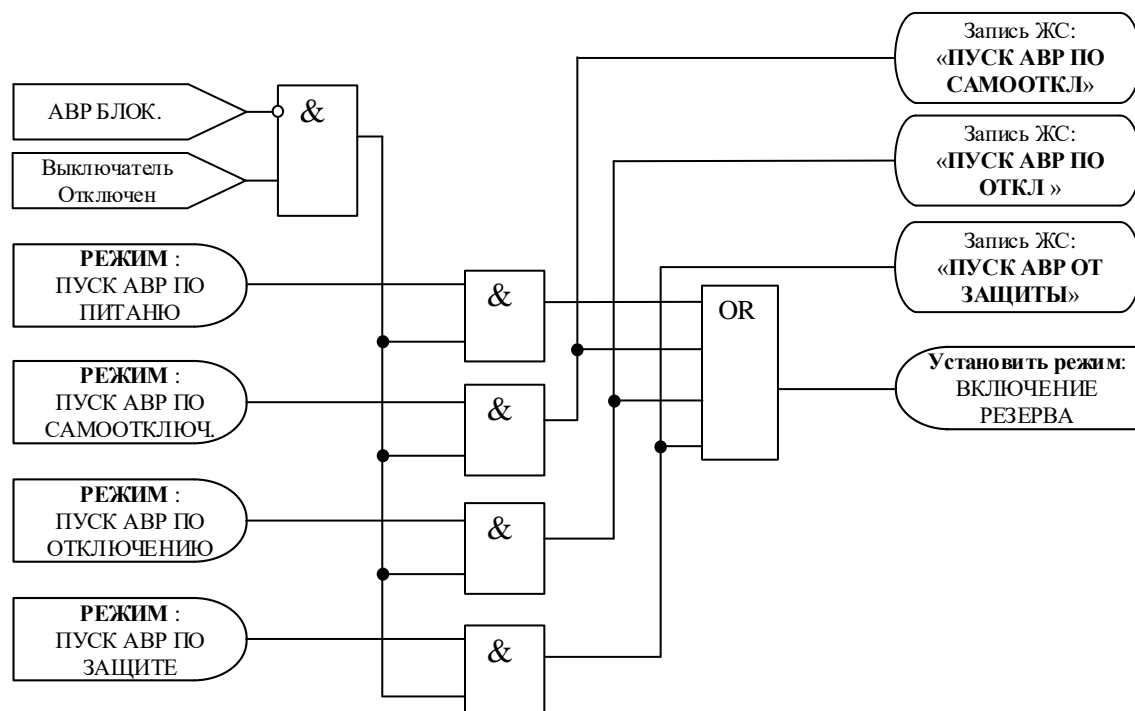 АВР БЛОК.
Выключатель
Отключен
РЕЖИМ :
ПУСК АВР ПО
ПИТАНЮ
РЕЖИМ :
ПУСК АВР ПО
САМООТКЛЮЧ.
РЕЖИМ :
ПУСК АВР ПО
ОТКЛЮЧЕНИЮ
РЕЖИМ :
ПУСК АВР ПО
ЗАЩИТЕ
&
&
&
&
&
OR
Запись ЖС:
«ПУСК АВР ПО
САМООТКЛ»
Запись ЖС:
«ПУСК АВР ПО
ОТКЛ »
Запись ЖС:
«ПУСК АВР ОТ
ЗАЩИТЫ»
Установить режим:
ВКЛЮЧЕНИЕ
РЕЗЕРВА